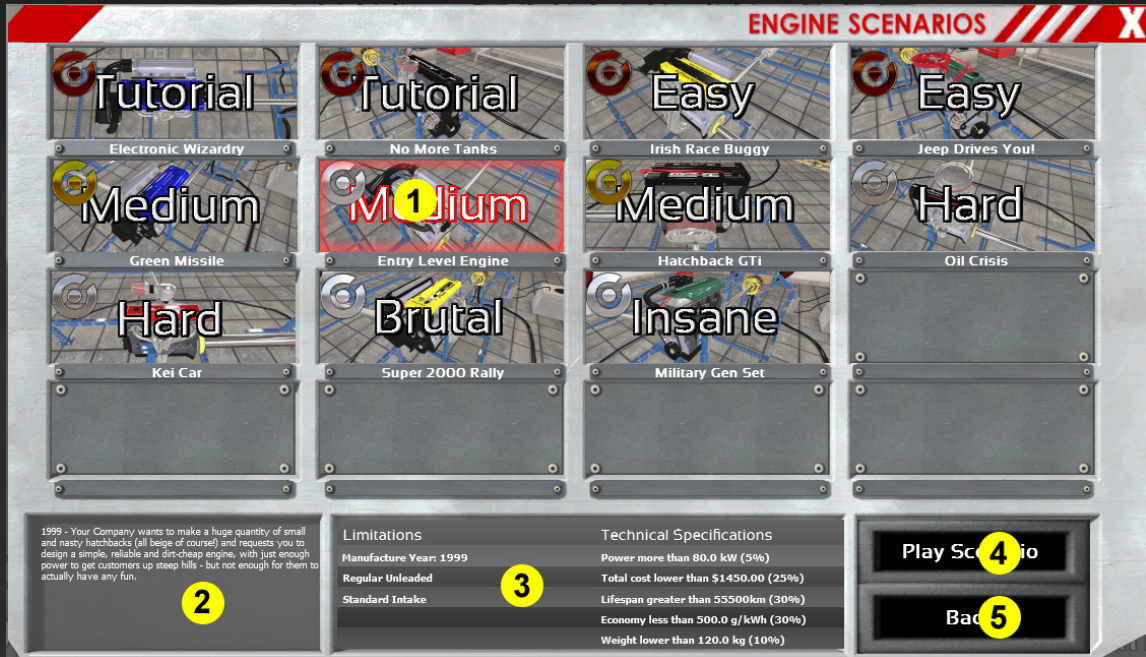 ENGINE SCENARIOS X
Tutorial
Tutorial
Easy
Easy
Electronic Wizardry
No More Tanks
Irish Race Buggy
Jeep Drives You!
Medium
Medium
Medium
Hard
1
Green Missile
Entry Level Engine
Hatchback GTi
Oil Crisis
Hard
Brutal
Insane
Kei Car
Super 2000 Rally
Military Gen Set
1999 - Your Company wants to make a huge quantity of small
and nasty hatchbacks (all beige of course!) and requests you to
design a simple, reliable and dirt-cheap engine, with just enough
power to get customers up steep hills - but not enough for them to
actually have any fun.
2
Limitations
Manufacture Year: 1999
Regular Unleaded
Standard Intake
3
Technical Specifications
Power more than 80.0 kW (5%)
Total cost lower than $1450.00 (25%)
Lifespan greater than 55500km (30%)
Economy less than 500.0 g/kWh (30%)
Weight lower than 120.0 kg (10%)
Play Scenario
4
Back
5